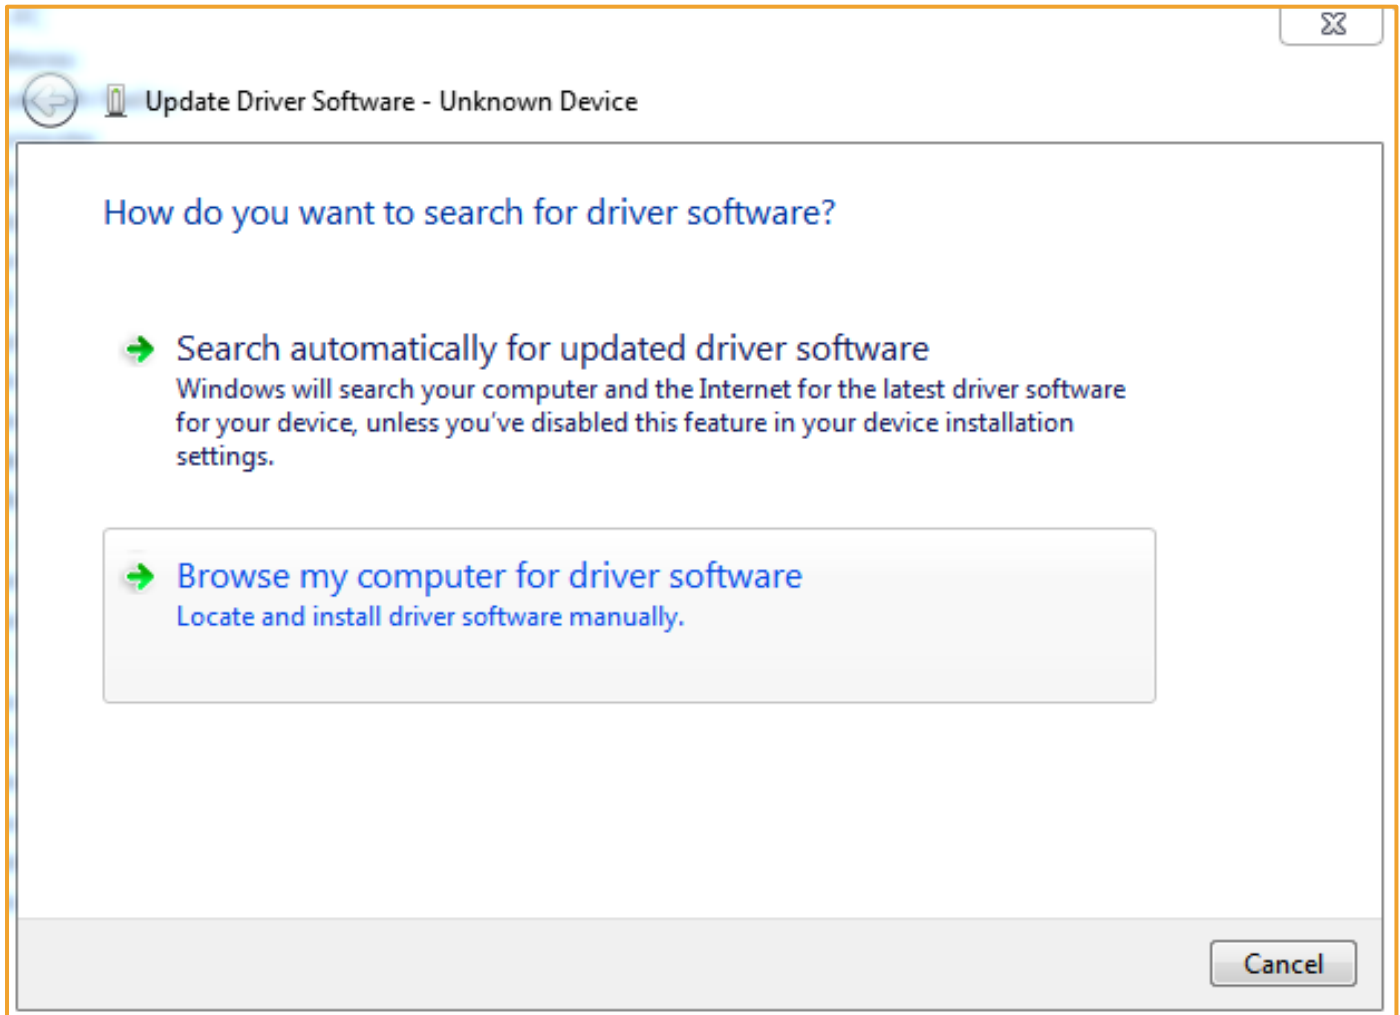 Update Driver Software - Unknown Device
How do you want to search for driver software?
Search automatically for updated driver software
Windows will search your computer and the Internet for the latest driver software
for your device, unless you've disabled this feature in your device installation
settings.
Browse my computer for driver software
Locate and install driver software manually.
Cancel